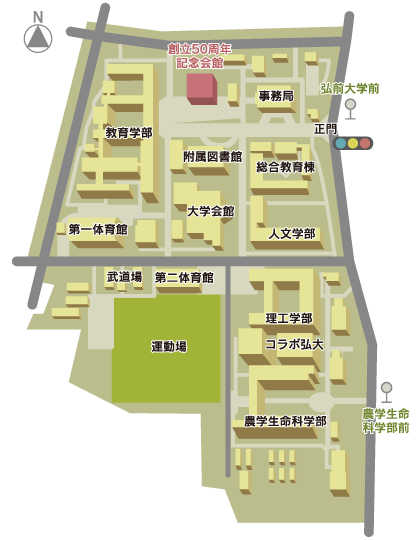 N
創立50周年
記念会館
事務局
弘前大学前
正門
教育学部
附属図書館
総合教育棟
大学会館
第一体育館
人文学部
武道場
第二体育館
理工学部
運動場
コラボ弘大
農学生命科学部
農学生命
科学部前